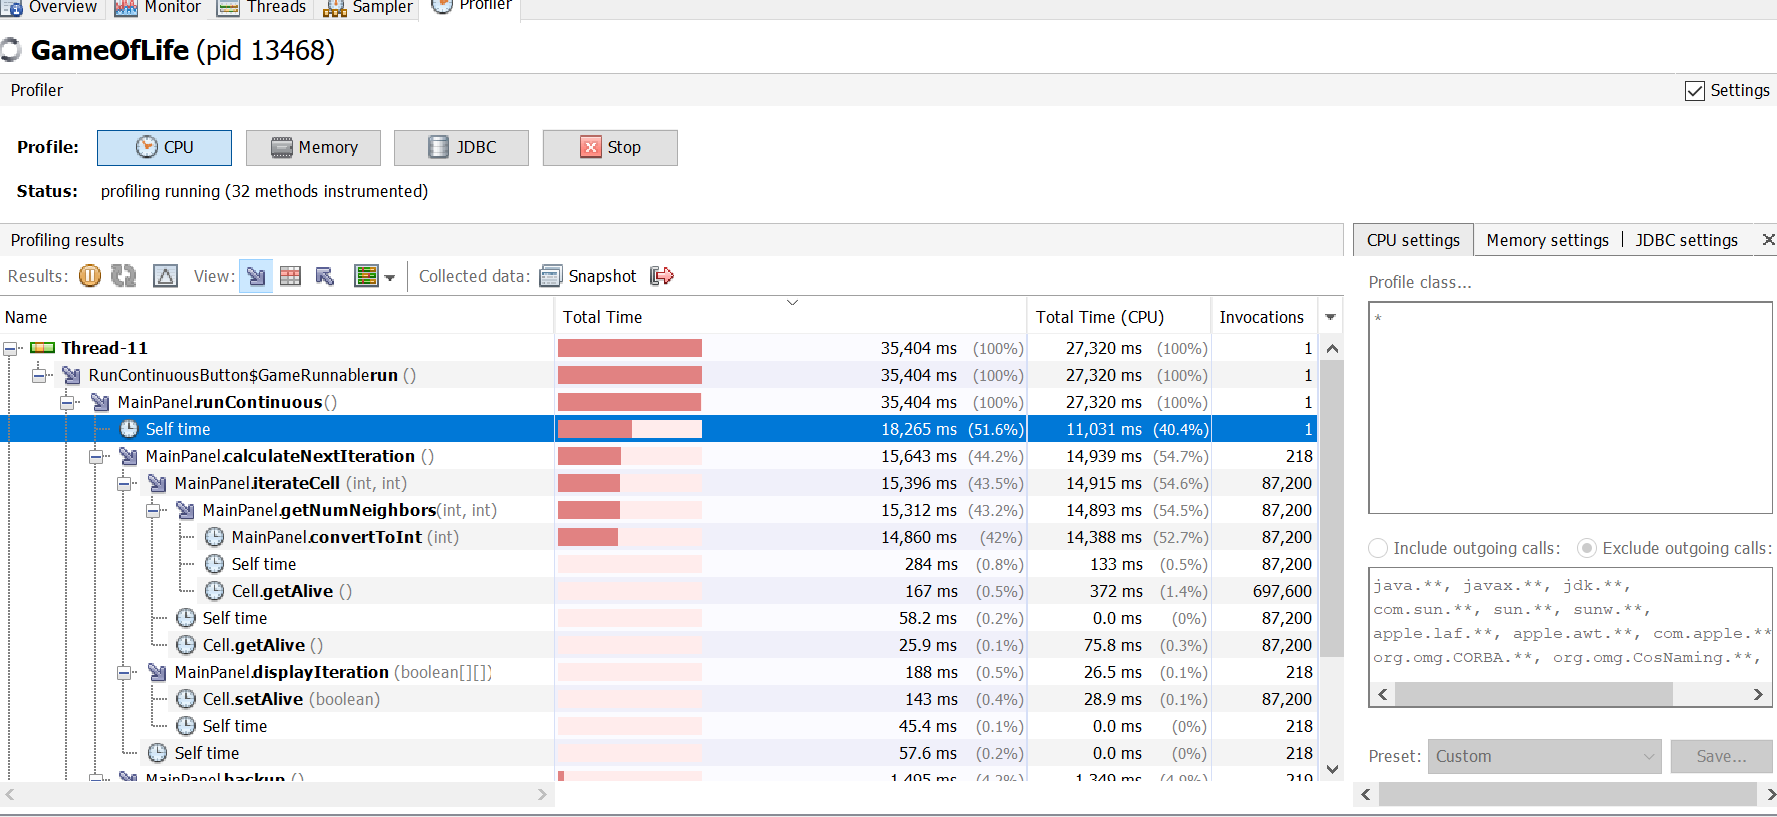 Overview Monitor Threads Sampler Profiler
GameOfLife (pid 13468)
Profiler Settings
Profile: CPU Memory JDBC Stop
Status: profiling running (32 methods instrumented)
Profiling results
Results: View: Collected data: Snapshot
Name Total Time Total Time (CPU) Invocations
Thread-11 35,404 ms (100%) 27,320 ms (100%) 1
RunContinuousButton$GameRunnable.run () 35,404 ms (100%) 27,320 ms (100%) 1
MainPanel.runContinuous () 35,404 ms (100%) 27,320 ms (100%) 1
Self time 18,265 ms (51.6%) 11,031 ms (40.4%) 1
MainPanel.calculateNextIteration () 15,643 ms (44.2%) 14,939 ms (54.7%) 218
MainPanel.iterateCell (int, int) 15,396 ms (43.5%) 14,915 ms (54.6%) 87,200
MainPanel.getNumNeighbors (int, int) 15,312 ms (43.2%) 14,893 ms (54.5%) 87,200
MainPanel.convertToInt (int) 14,860 ms (42%) 14,388 ms (52.7%) 87,200
Self time 284 ms (0.8%) 133 ms (0.5%) 87,200
Cell.getAlive () 167 ms (0.5%) 372 ms (1.4%) 697,600
Self time 58.2 ms (0.2%) 0.0 ms (0%) 87,200
Cell.getAlive () 25.9 ms (0.1%) 75.8 ms (0.3%) 87,200
MainPanel.displayIteration (boolean[][]) 188 ms (0.5%) 26.5 ms (0.1%) 218
Cell.setAlive (boolean) 143 ms (0.4%) 28.9 ms (0.1%) 87,200
Self time 45.4 ms (0.1%) 0.0 ms (0%) 218
Self time 57.6 ms (0.2%) 0.0 ms (0%) 218
MainPanel.backup () 1,495 ms (4.2%) 1,349 ms (4.9%) 219
CPU settings Memory settings JDBC settings
Profile class...
*
Include outgoing calls: Exclude outgoing calls:
java.**, javax.**, jdk.**,
com.sun.**, sun.**, sunw.**,
apple.laf.**, apple.awt.**, com.apple.**
org.omg.CORBA.**, org.omg.CosNaming.**,
Preset: Custom Save...